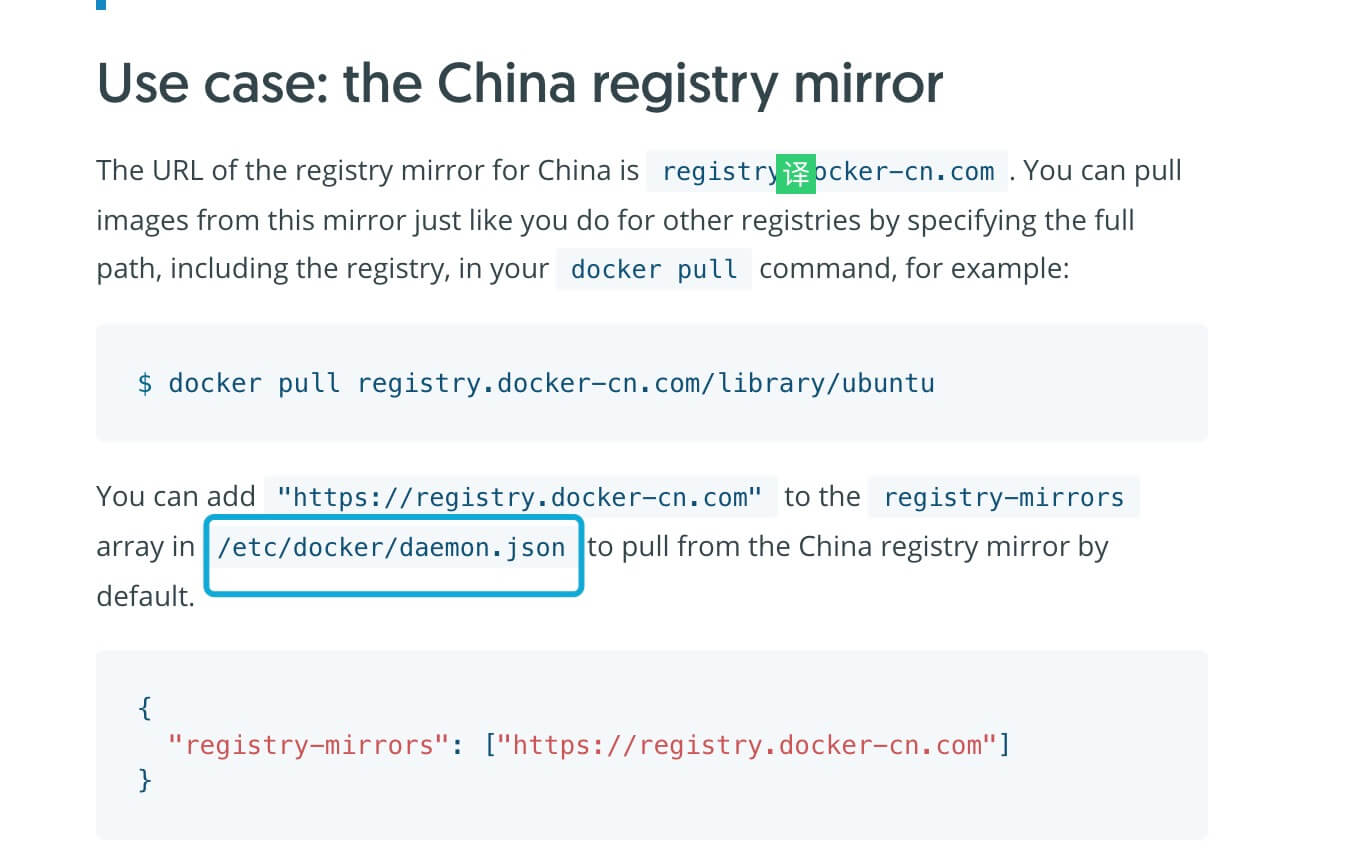 Use case: the China registry mirror
The URL of the registry mirror for China is registry译ocker-cn.com . You can pull
images from this mirror just like you do for other registries by specifying the full
path, including the registry, in your docker pull command, for example:
$ docker pull registry.docker-cn.com/library/ubuntu
You can add "https://registry.docker-cn.com" to the registry-mirrors
array in /etc/docker/daemon.json to pull from the China registry mirror by
default.
{
"registry-mirrors": ["https://registry.docker-cn.com"]
}